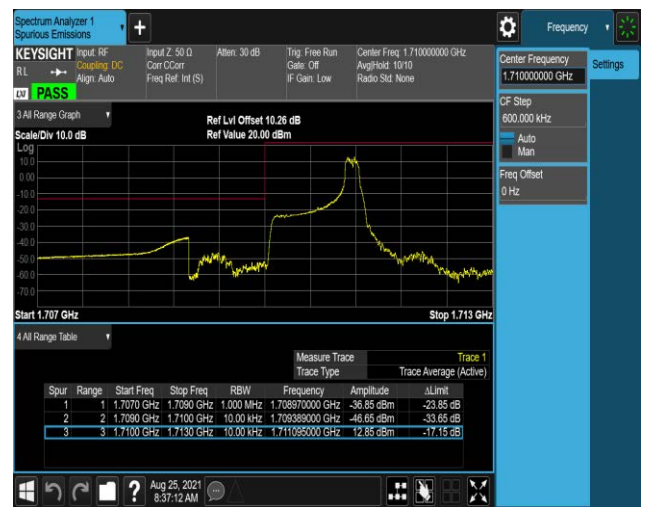 Spectrum Analyzer 1
Spurious Emissions
Frequency
KEYSIGHT
RL
Input: RF
Coupling: DC
Align: Auto
Input Z: 50 Ω
Corr CCorr
Freq Ref: Int (S)
Atten: 30 dB
Trig: Free Run
Gate: Off
IF Gain: Low
Center Freq: 1.710000000 GHz
Avg|Hold: 10/10
Radio Std: None
LXI PASS
Center Frequency
1.710000000 GHz
Settings
CF Step
600.000 kHz
Auto
Man
Freq Offset
0 Hz
3 All Range Graph
Scale/Div 10.0 dB
Ref Lvl Offset 10.26 dB
Ref Value 20.00 dBm
Log
10.0
0.00
-10.0
-20.0
-30.0
-40.0
-50.0
-60.0
-70.0
Start 1.707 GHz
Stop 1.713 GHz
4 All Range Table
Measure Trace Trace 1
Trace Type Trace Average (Active)
Spur Range Start Freq Stop Freq RBW Frequency Amplitude ΔLimit
1 1 1.7070 GHz 1.7090 GHz 1.000 MHz 1.708970000 GHz -36.85 dBm -23.85 dB
2 2 1.7090 GHz 1.7100 GHz 10.00 kHz 1.709389000 GHz -46.65 dBm -33.65 dB
3 3 1.7100 GHz 1.7130 GHz 10.00 kHz 1.711095000 GHz 12.85 dBm -17.15 dB
?
Aug 25, 2021
8:37:12 AM